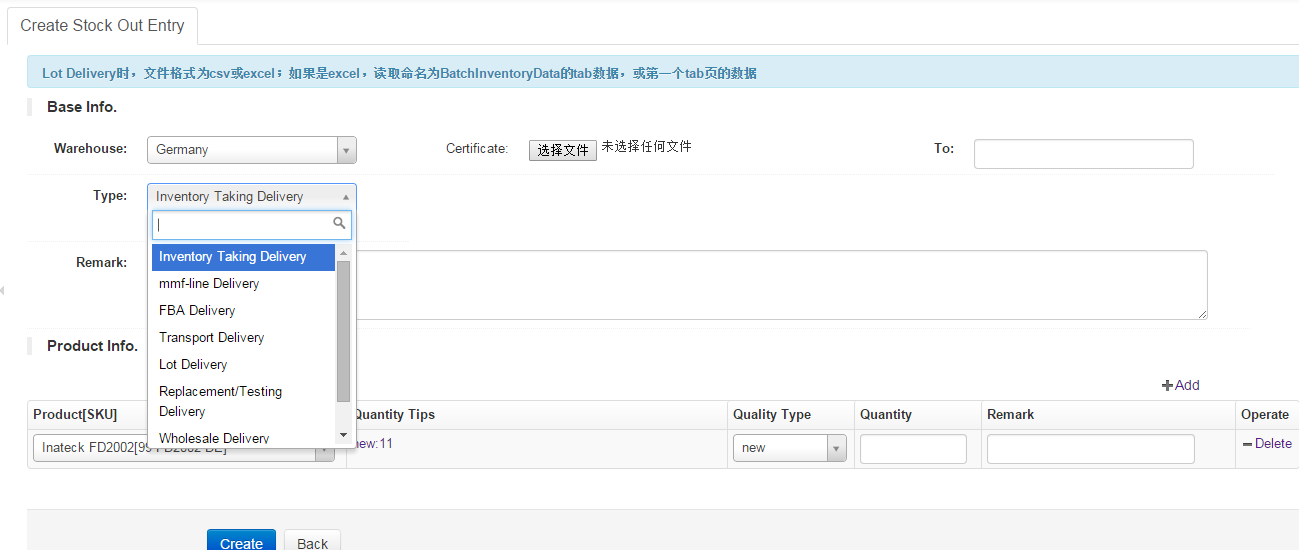 Create Stock Out Entry
Lot Delivery时，文件格式为csv或excel；如果是excel，读取命名为BatchInventoryData的tab数据，或第一个tab页的数据
Base Info.
Warehouse: Germany Certificate: 选择文件 未选择任何文件 To:
Type: Inventory Taking Delivery
Inventory Taking Delivery
mmf-line Delivery
FBA Delivery
Transport Delivery
Lot Delivery
Replacement/Testing
Delivery
Wholesale Delivery
Remark:
Product Info.
Add
Product[SKU] Quantity Tips Quality Type Quantity Remark Operate
Inateck FD2002[99 new:11 new Delete
Create Back